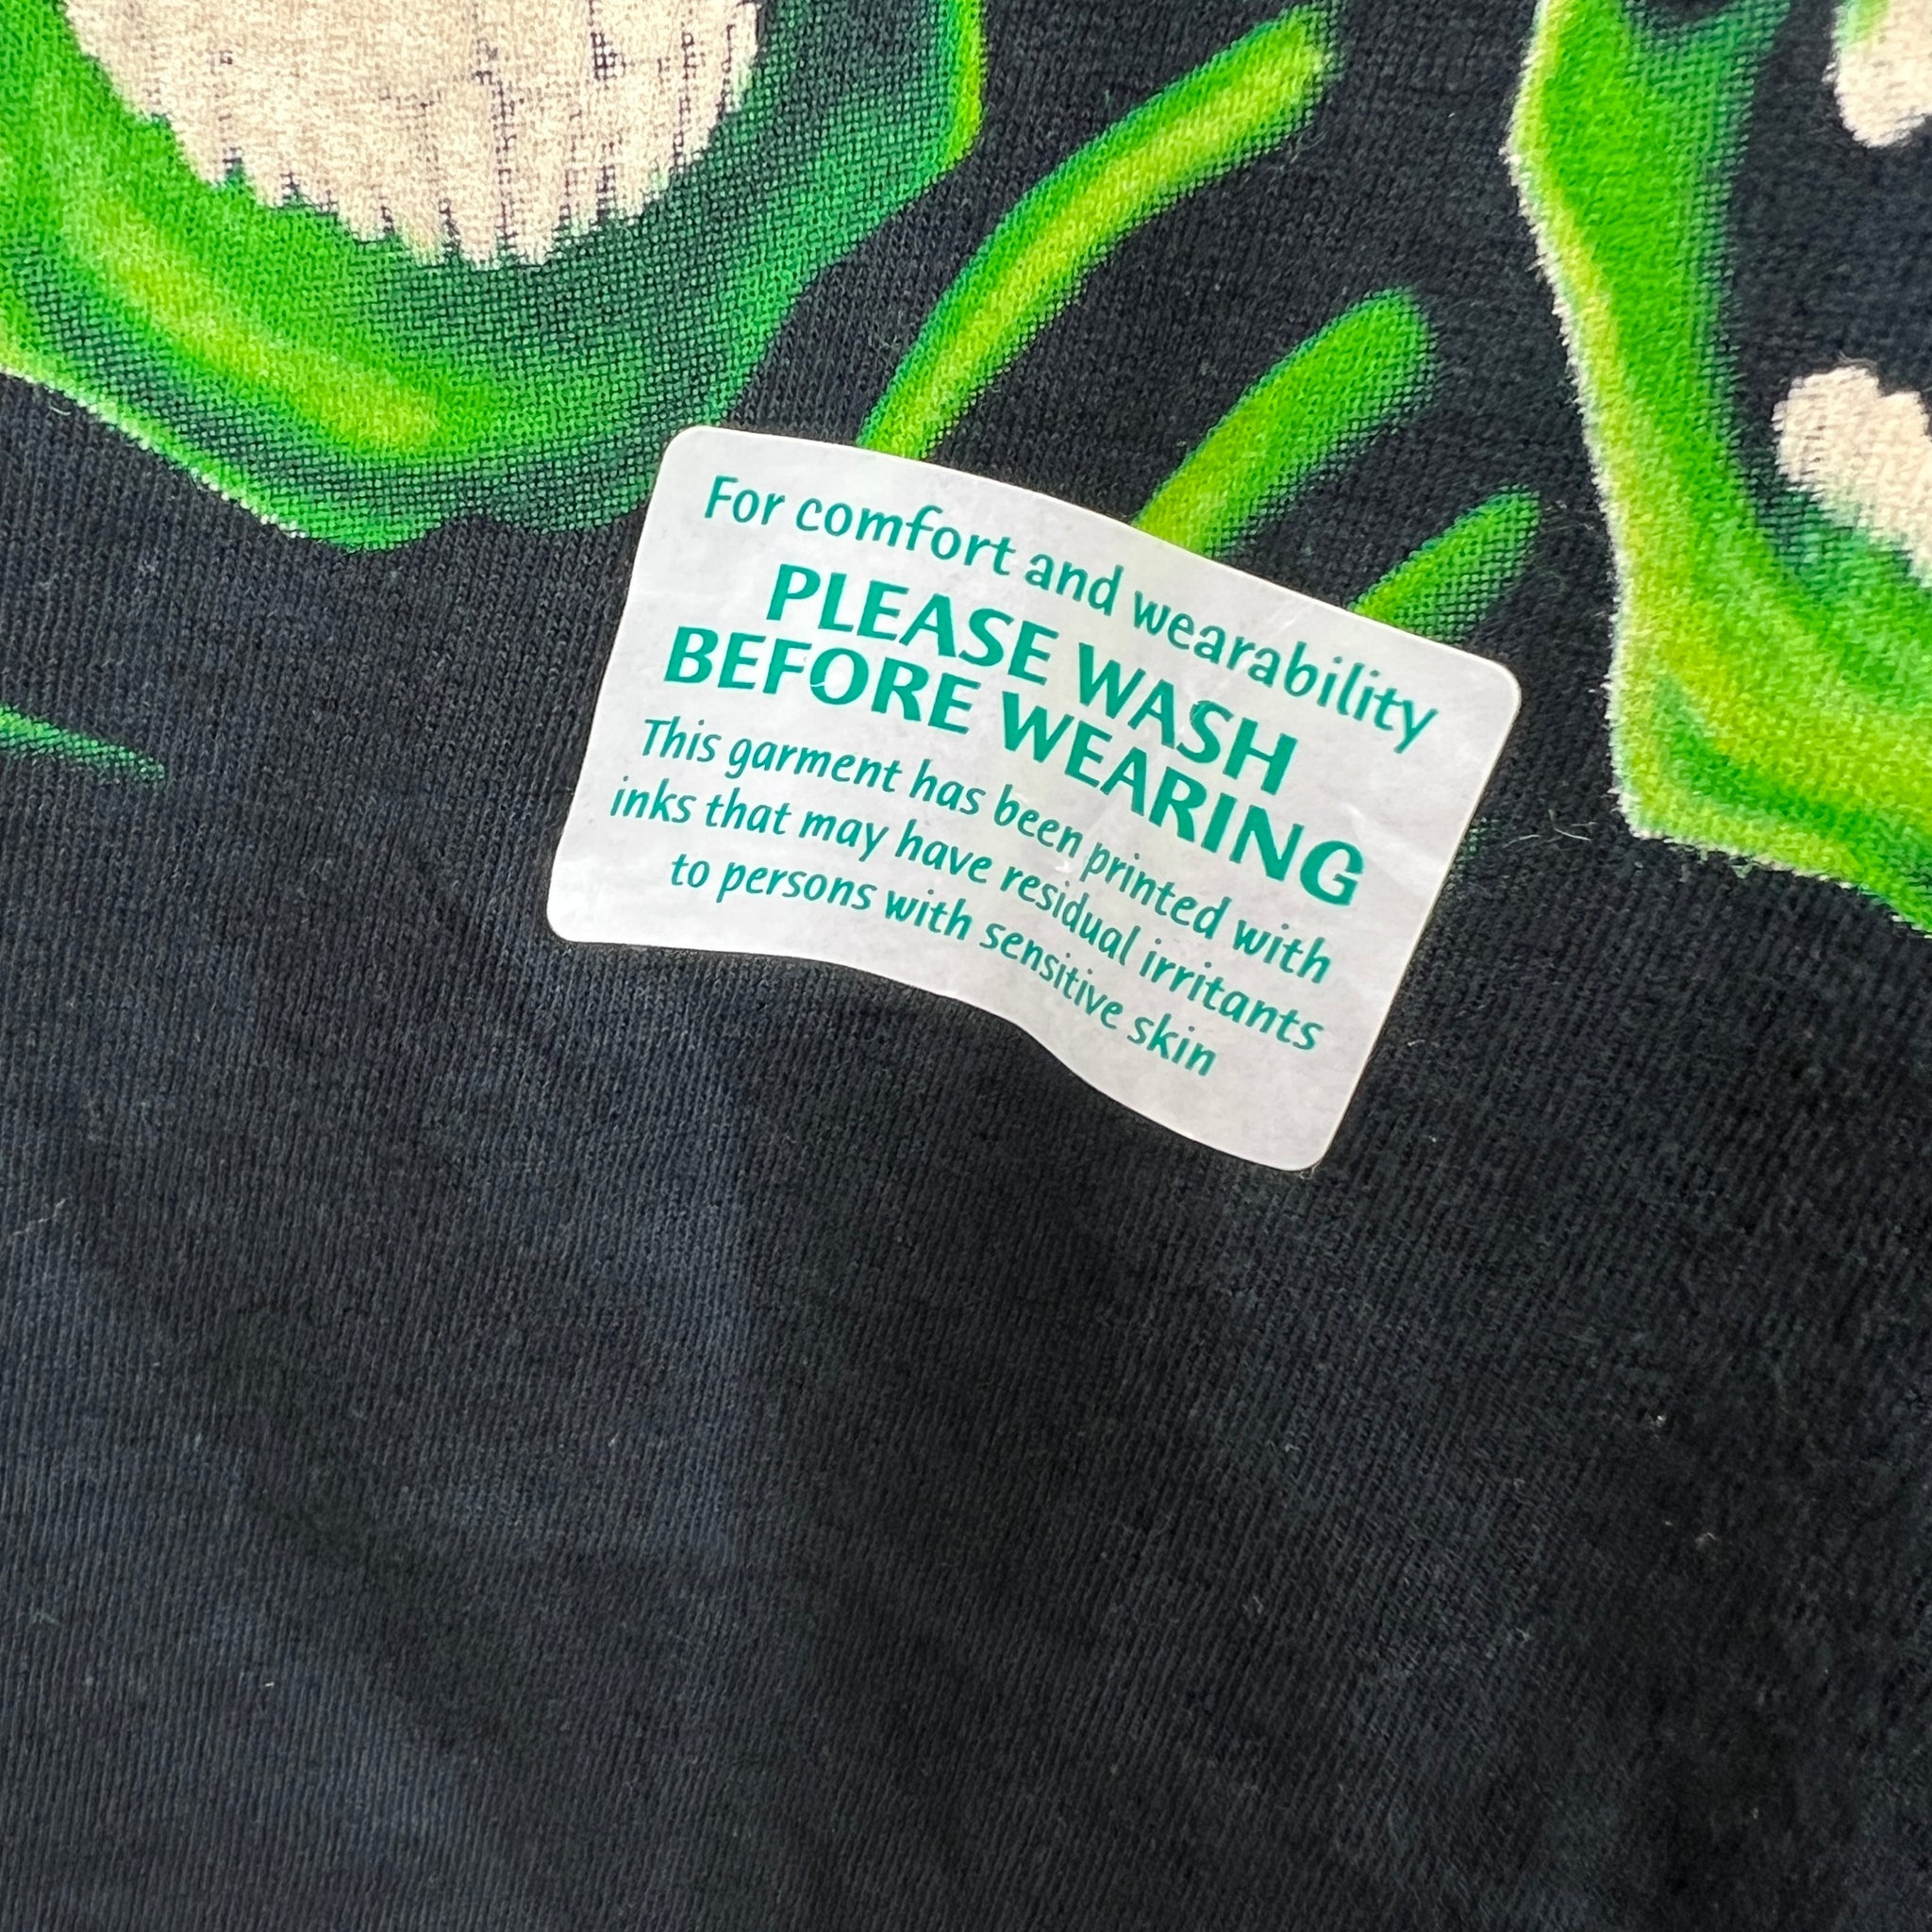 For comfort and wearability
PLEASE WASH
BEFORE WEARING
This garment has been printed with
inks that may have residual irritants
to persons with sensitive skin